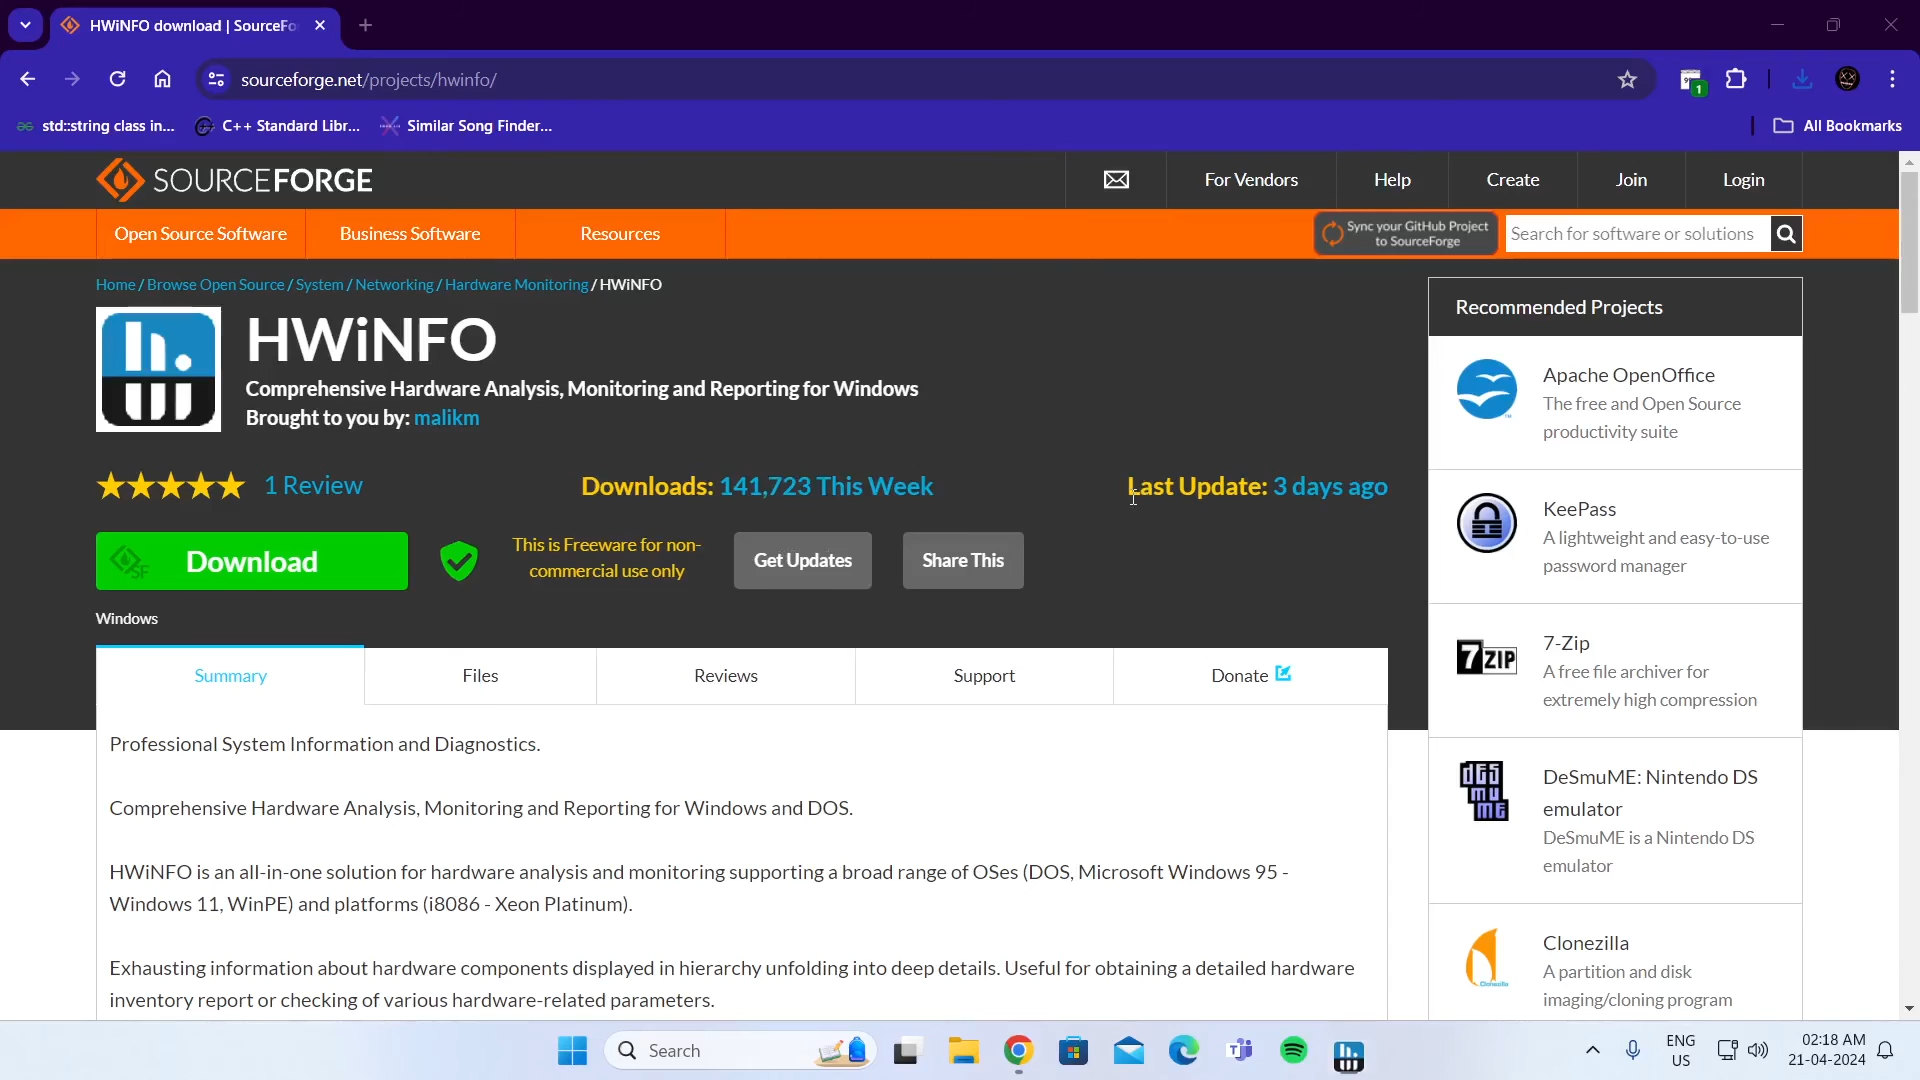 HWiNFO download | SourceFo
sourceforge.net/projects/hwinfo/
1
std::string class in...
C++ Standard Libr...
Similar Song Finder...
All Bookmarks
SOURCEFORGE
For Vendors
Help
Create
Join
Login
Open Source Software
Business Software
Resources
Sync your GitHub Project
to SourceForge
Search for software or solutions
Home / Browse Open Source / System / Networking / Hardware Monitoring / HWiNFO
HWiNFO
Comprehensive Hardware Analysis, Monitoring and Reporting for Windows
Brought to you by: malikm
1 Review
Downloads: 141,723 This Week
Last Update: 3 days ago
SF
Download
This is Freeware for non-
commercial use only
Get Updates
Share This
Windows
Summary
Files
Reviews
Support
Donate
Professional System Information and Diagnostics.
Comprehensive Hardware Analysis, Monitoring and Reporting for Windows and DOS.
HWiNFO is an all-in-one solution for hardware analysis and monitoring supporting a broad range of OSes (DOS, Microsoft Windows 95 -
Windows 11, WinPE) and platforms (i8086 - Xeon Platinum).
Exhausting information about hardware components displayed in hierarchy unfolding into deep details. Useful for obtaining a detailed hardware
inventory report or checking of various hardware-related parameters.
Recommended Projects
Apache OpenOffice
The free and Open Source
productivity suite
KeePass
A lightweight and easy-to-use
password manager
7ZIP
7-Zip
A free file archiver for
extremely high compression
DeSmuME
DeSmuME: Nintendo DS
emulator
DeSmuME is a Nintendo DS
emulator
Clonezilla
Clonezilla
A partition and disk
imaging/cloning program
Search
ENG
US
02:18 AM
21-04-2024